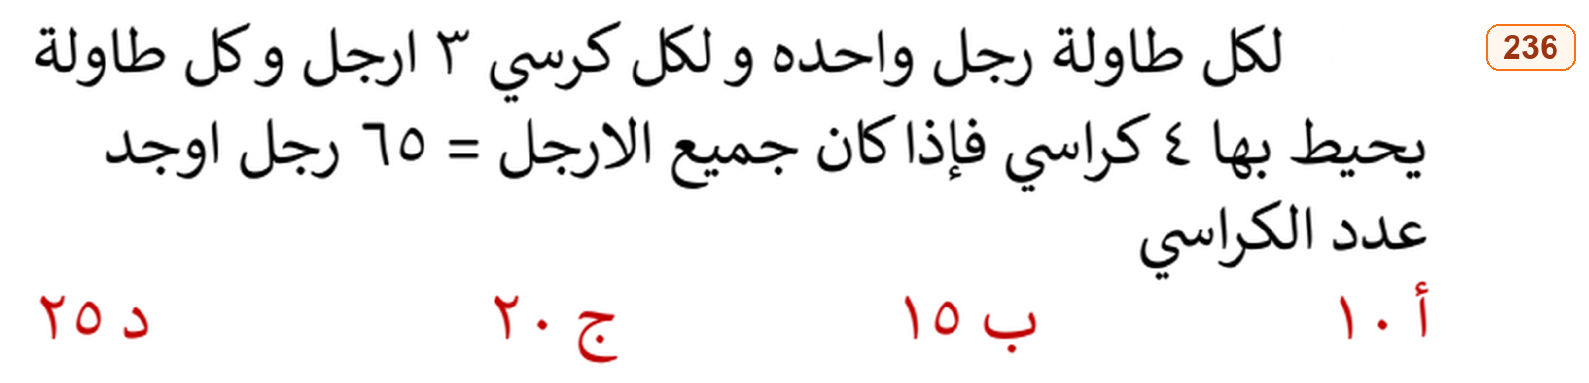 236
لكل طاولة رجل واحده و لكل كرسي ٣ ارجل و كل طاولة
يحيط بها ٤ كراسي فإذا كان جميع الارجل = ٦٥ رجل اوجد
عدد الكراسي
أ ١٠ ب ١٥ ج ٢٠ د ٢٥